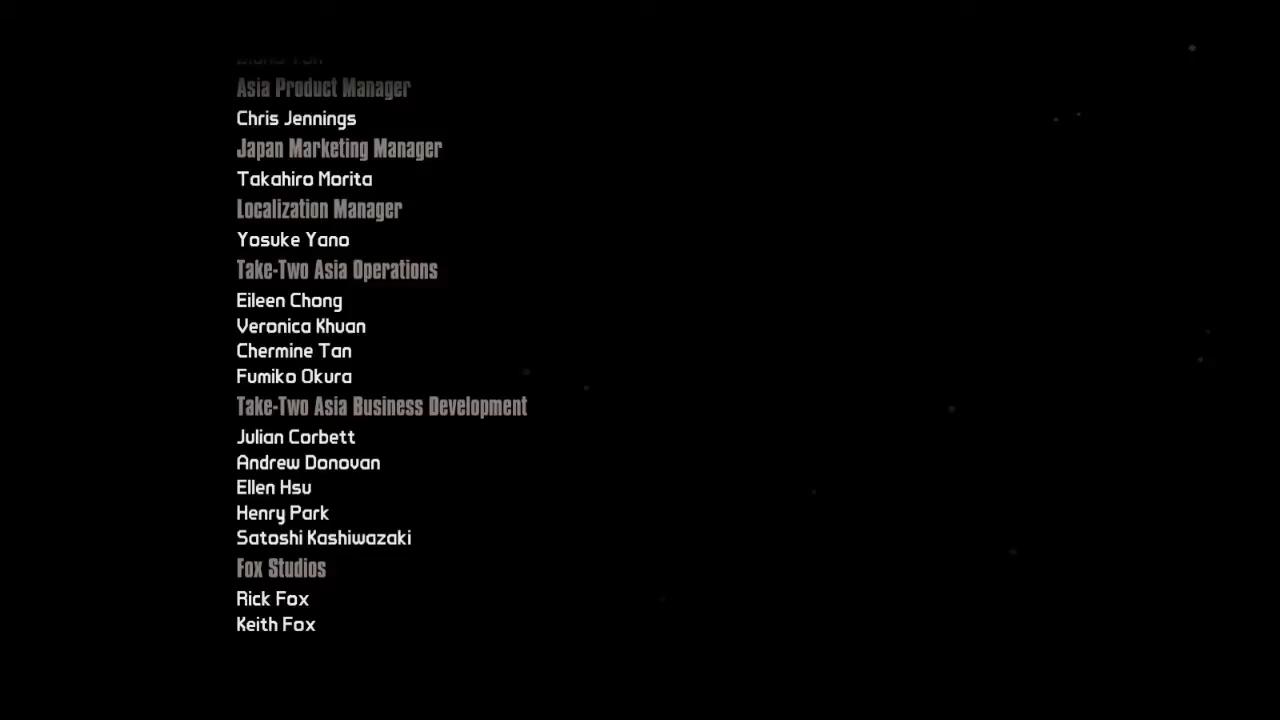 Asia Product Manager
Chris Jennings
Japan Marketing Manager
Takahiro Morita
Localization Manager
Yosuke Yano
Take-Two Asia Operations
Eileen Chong
Veronica Khuan
Chermine Tan
Fumiko Okura
Take-Two Asia Business Development
Julian Corbett
Andrew Donovan
Ellen Hsu
Henry Park
Satoshi Kashiwazaki
Fox Studios
Rick Fox
Keith Fox